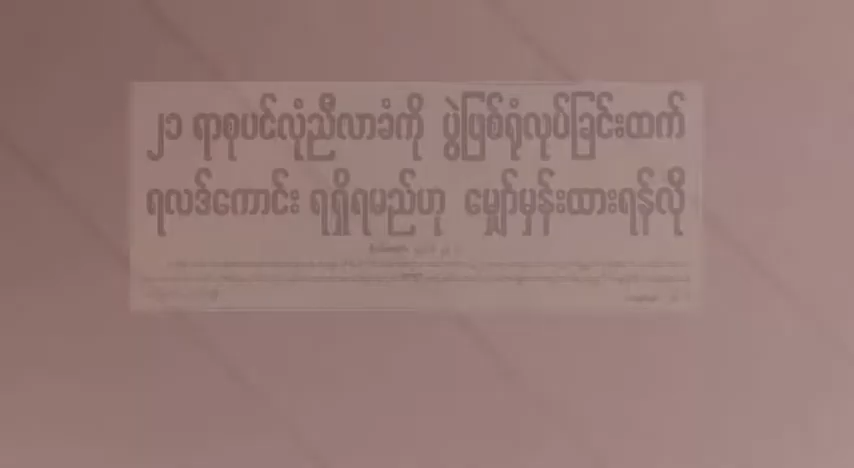 ၂၁ ရာစုပင်လုံညီလာခံကို ပွဲဖြစ်ရုံလုပ်ခြင်းထက်
ရလဒ်ကောင်း ရရှိရမည်ဟု မျှော်မှန်းထားရန်လို